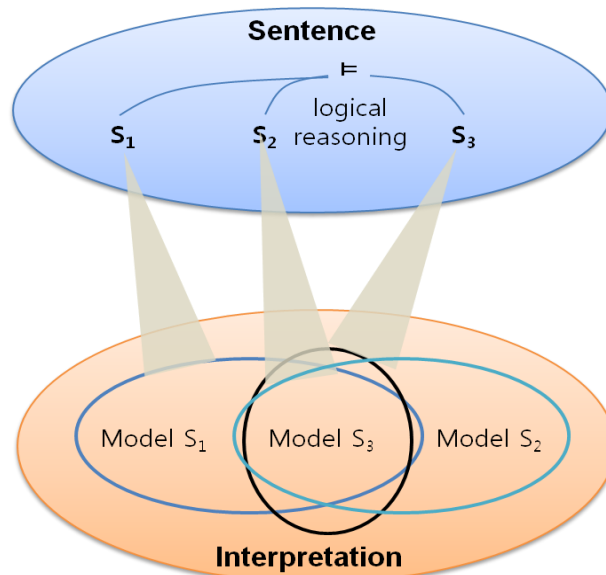 Sentence
⊨
logical
reasoning
S₁ S₂ S₃
Model S₁ Model S₃ Model S₂
Interpretation